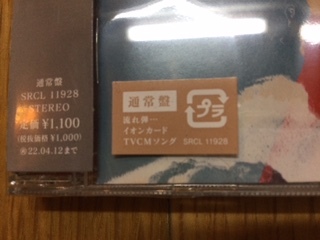 通常盤
SRCL 11928
STEREO
定価¥1,100
(税抜価格¥1,000)
22.04.12まで
通常盤
流れ弾―
イオンカード
TVCMソング SRCL 11928
プラ